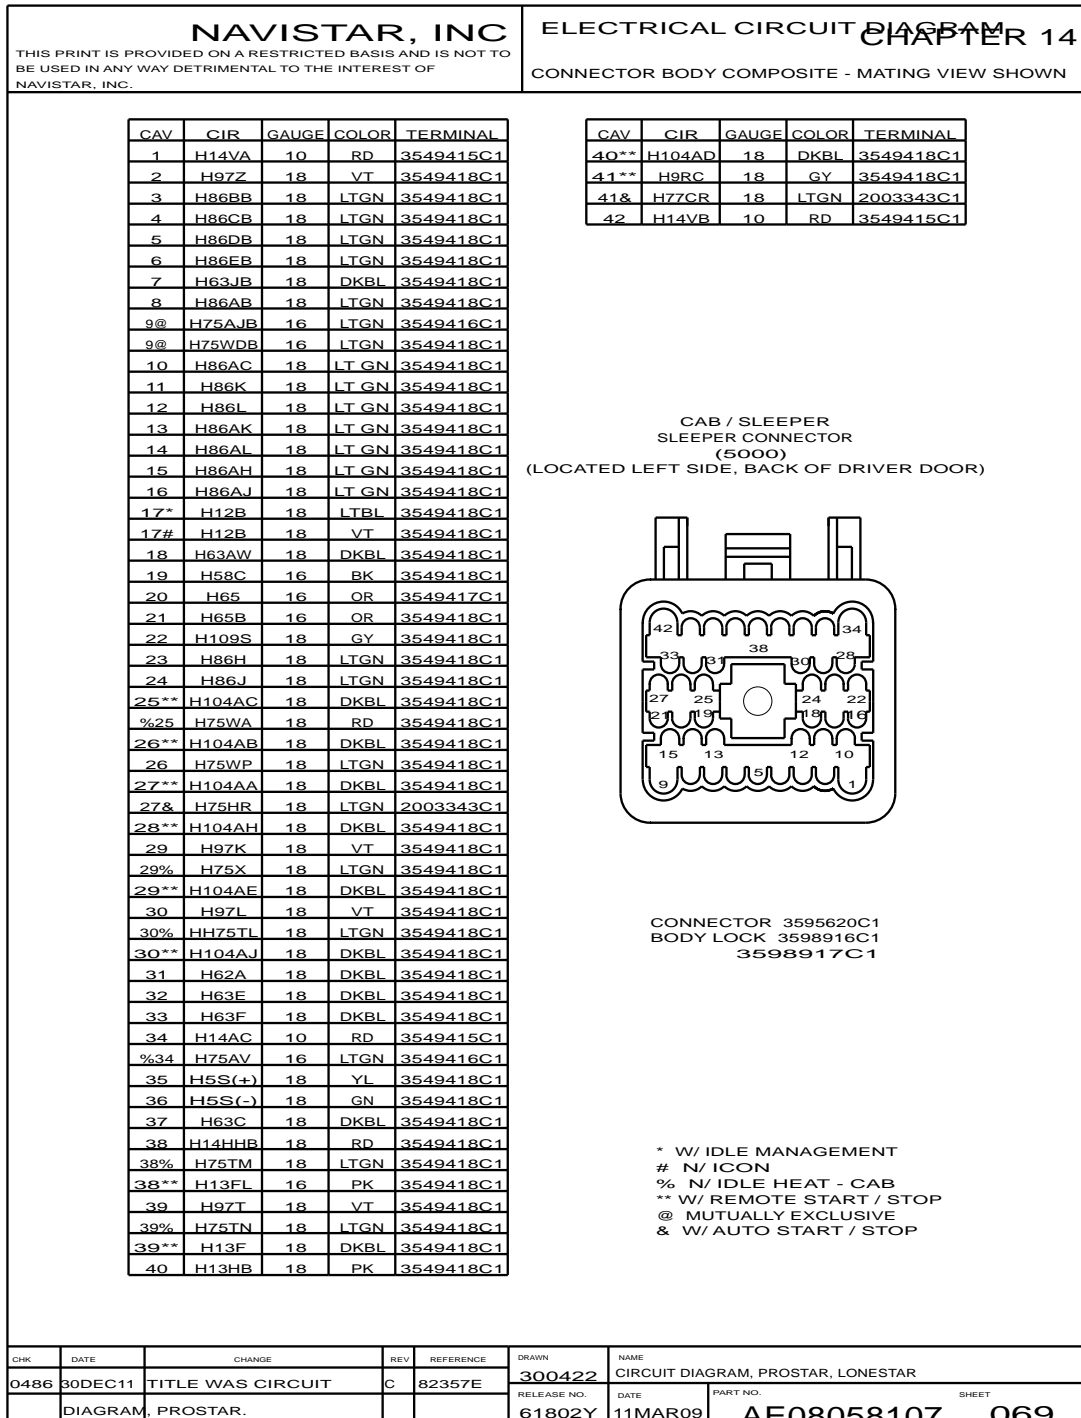 NAVISTAR, INC
THIS PRINT IS PROVIDED ON A RESTRICTED BASIS AND IS NOT TO
BE USED IN ANY WAY DETRIMENTAL TO THE INTEREST OF
NAVISTAR, INC.
ELECTRICAL CIRCUIT DIAGRAM
CHAPTER 14
CONNECTOR BODY COMPOSITE - MATING VIEW SHOWN
CAV CIR GAUGE COLOR TERMINAL
1 H14VA 10 RD 3549415C1
2 H97Z 18 VT 3549418C1
3 H86BB 18 LTGN 3549418C1
4 H86CB 18 LTGN 3549418C1
5 H86DB 18 LTGN 3549418C1
6 H86EB 18 LTGN 3549418C1
7 H63JB 18 DKBL 3549418C1
8 H86AB 18 LTGN 3549418C1
9@ H75AJB 16 LTGN 3549416C1
9@ H75WDB 16 LTGN 3549418C1
10 H86AC 18 LT GN 3549418C1
11 H86K 18 LT GN 3549418C1
12 H86L 18 LT GN 3549418C1
13 H86AK 18 LT GN 3549418C1
14 H86AL 18 LT GN 3549418C1
15 H86AH 18 LT GN 3549418C1
16 H86AJ 18 LT GN 3549418C1
17* H12B 18 LTBL 3549418C1
17# H12B 18 VT 3549418C1
18 H63AW 18 DKBL 3549418C1
19 H58C 16 BK 3549418C1
20 H65 16 OR 3549417C1
21 H65B 16 OR 3549418C1
22 H109S 18 GY 3549418C1
23 H86H 18 LTGN 3549418C1
24 H86J 18 LTGN 3549418C1
25** H104AC 18 DKBL 3549418C1
%25 H75WA 18 RD 3549418C1
26** H104AB 18 DKBL 3549418C1
26 H75WP 18 LTGN 3549418C1
27** H104AA 18 DKBL 3549418C1
27& H75HR 18 LTGN 2003343C1
28** H104AH 18 DKBL 3549418C1
29 H97K 18 VT 3549418C1
29% H75X 18 LTGN 3549418C1
29** H104AE 18 DKBL 3549418C1
30 H97L 18 VT 3549418C1
30% HH75TL 18 LTGN 3549418C1
30** H104AJ 18 DKBL 3549418C1
31 H62A 18 DKBL 3549418C1
32 H63E 18 DKBL 3549418C1
33 H63F 18 DKBL 3549418C1
34 H14AC 10 RD 3549415C1
%34 H75AV 16 LTGN 3549416C1
35 H5S(+) 18 YL 3549418C1
36 H5S(-) 18 GN 3549418C1
37 H63C 18 DKBL 3549418C1
38 H14HHB 18 RD 3549418C1
38% H75TM 18 LTGN 3549418C1
38** H13FL 16 PK 3549418C1
39 H97T 18 VT 3549418C1
39% H75TN 18 LTGN 3549418C1
39** H13F 18 DKBL 3549418C1
40 H13HB 18 PK 3549418C1
CAV CIR GAUGE COLOR TERMINAL
40** H104AD 18 DKBL 3549418C1
41** H9RC 18 GY 3549418C1
41& H77CR 18 LTGN 2003343C1
42 H14VB 10 RD 3549415C1
CAB / SLEEPER
SLEEPER CONNECTOR
(5000)
(LOCATED LEFT SIDE, BACK OF DRIVER DOOR)
42 34
38
33 31 30 28
27 25 24 22
21 19 18 16
15 13 12 10
9 5 1
CONNECTOR 3595620C1
BODY LOCK 3598916C1
3598917C1
* W/ IDLE MANAGEMENT
# N/ ICON
% N/ IDLE HEAT - CAB
** W/ REMOTE START / STOP
@ MUTUALLY EXCLUSIVE
& W/ AUTO START / STOP
CHK DATE CHANGE REV REFERENCE
0486 30DEC11 TITLE WAS CIRCUIT C 82357E
DIAGRAM, PROSTAR.
DRAWN NAME
300422 CIRCUIT DIAGRAM, PROSTAR, LONESTAR
RELEASE NO. DATE PART NO. SHEET
61802Y 11MAR09 AE08058107 069